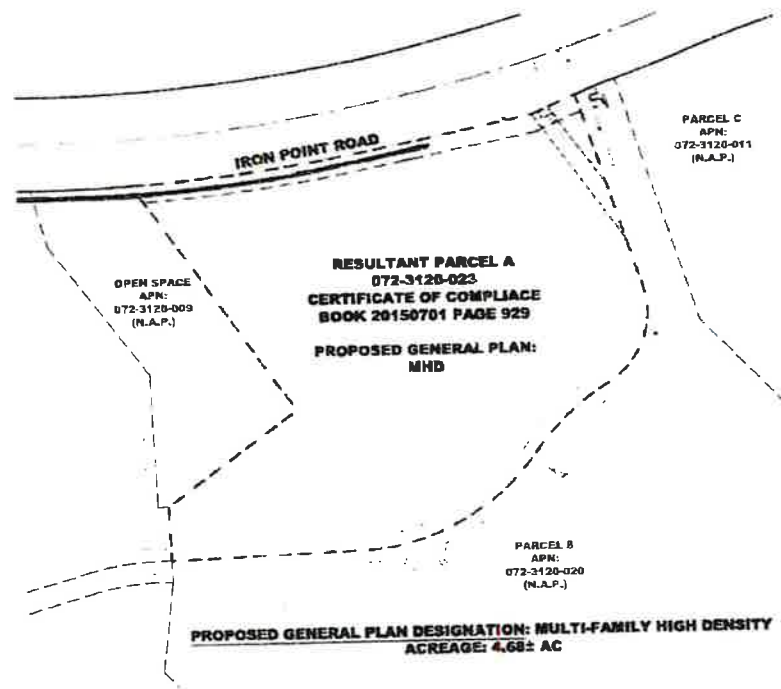 IRON POINT ROAD
PARCEL C
APN:
072-3120-011
(N.A.P.)
RESULTANT PARCEL A
072-3120-023
CERTIFICATE OF COMPLIACE
BOOK 20150701 PAGE 929
PROPOSED GENERAL PLAN:
MHD
OPEN SPACE
APN:
072-3120-009
(N.A.P.)
PARCEL B
APN:
072-3120-020
(N.A.P.)
PROPOSED GENERAL PLAN DESIGNATION: MULTI-FAMILY HIGH DENSITY
ACREAGE: 4.68± AC